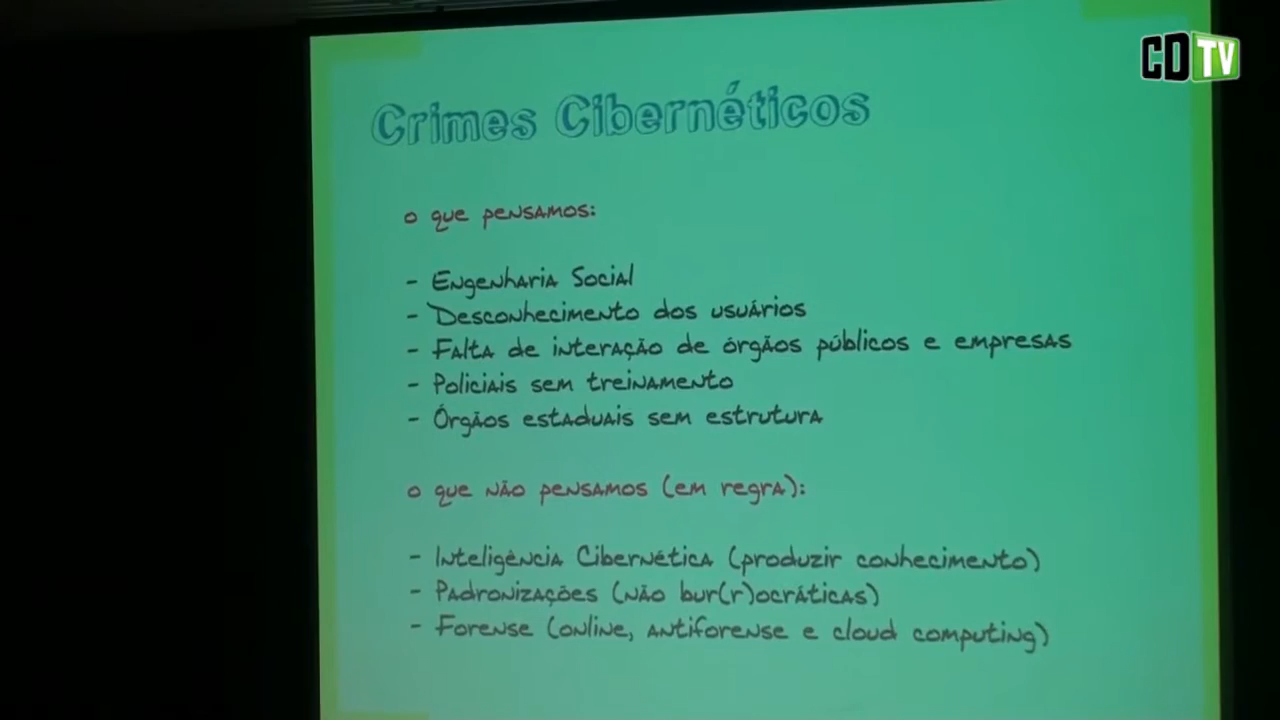 CDTV
Crimes Cibernéticos
o que pensamos:
- Engenharia Social
- Desconhecimento dos usuários
- Falta de interação de órgãos públicos e empresas
- Policiais sem treinamento
- Órgãos estaduais sem estrutura
o que não pensamos (em regra):
- Inteligência Cibernética (produzir conhecimento)
- Padronizações (não bur(r)ocráticas)
- Forense (online, antiforense e cloud computing)